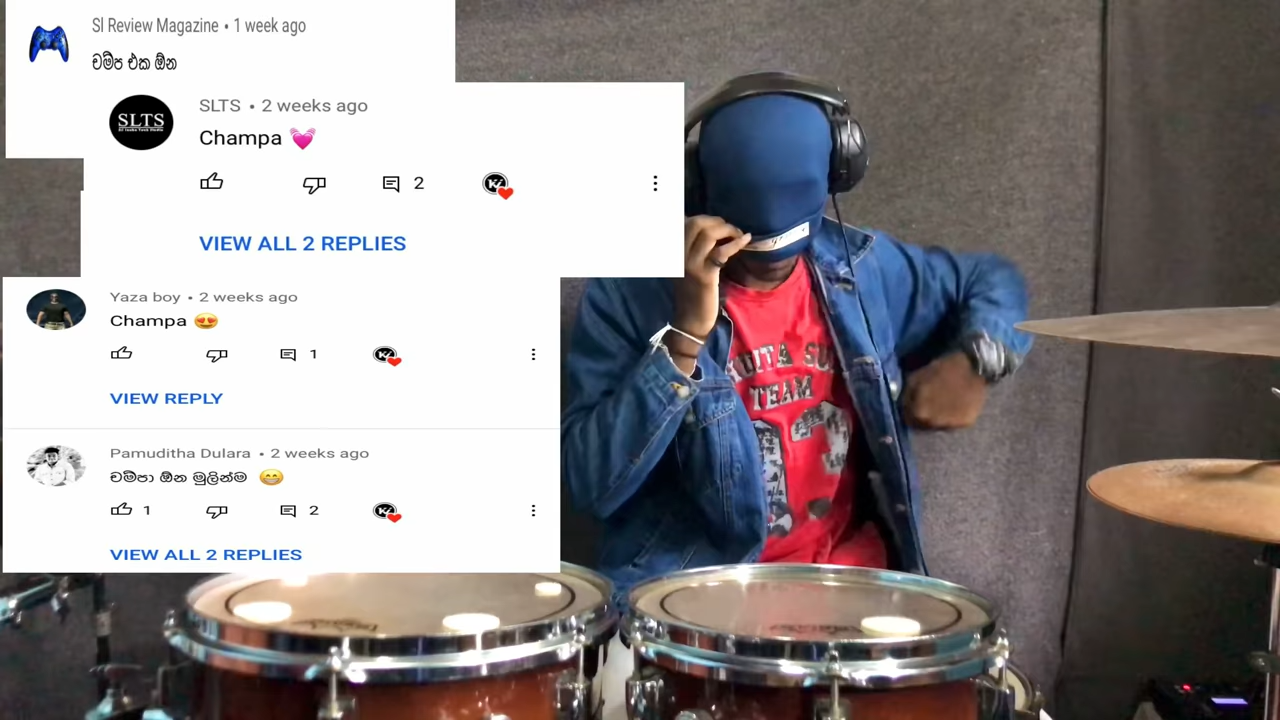 Sl Review Magazine • 1 week ago
චම්ප එක ඕන
SLTS
SLTS • 2 weeks ago
Champa 💓
2
VIEW ALL 2 REPLIES
Yaza boy • 2 weeks ago
Champa 😍
1
VIEW REPLY
Pamuditha Dulara • 2 weeks ago
චම්පා ඕන මුලින්ම 😁
1 2
VIEW ALL 2 REPLIES
TEAM
13